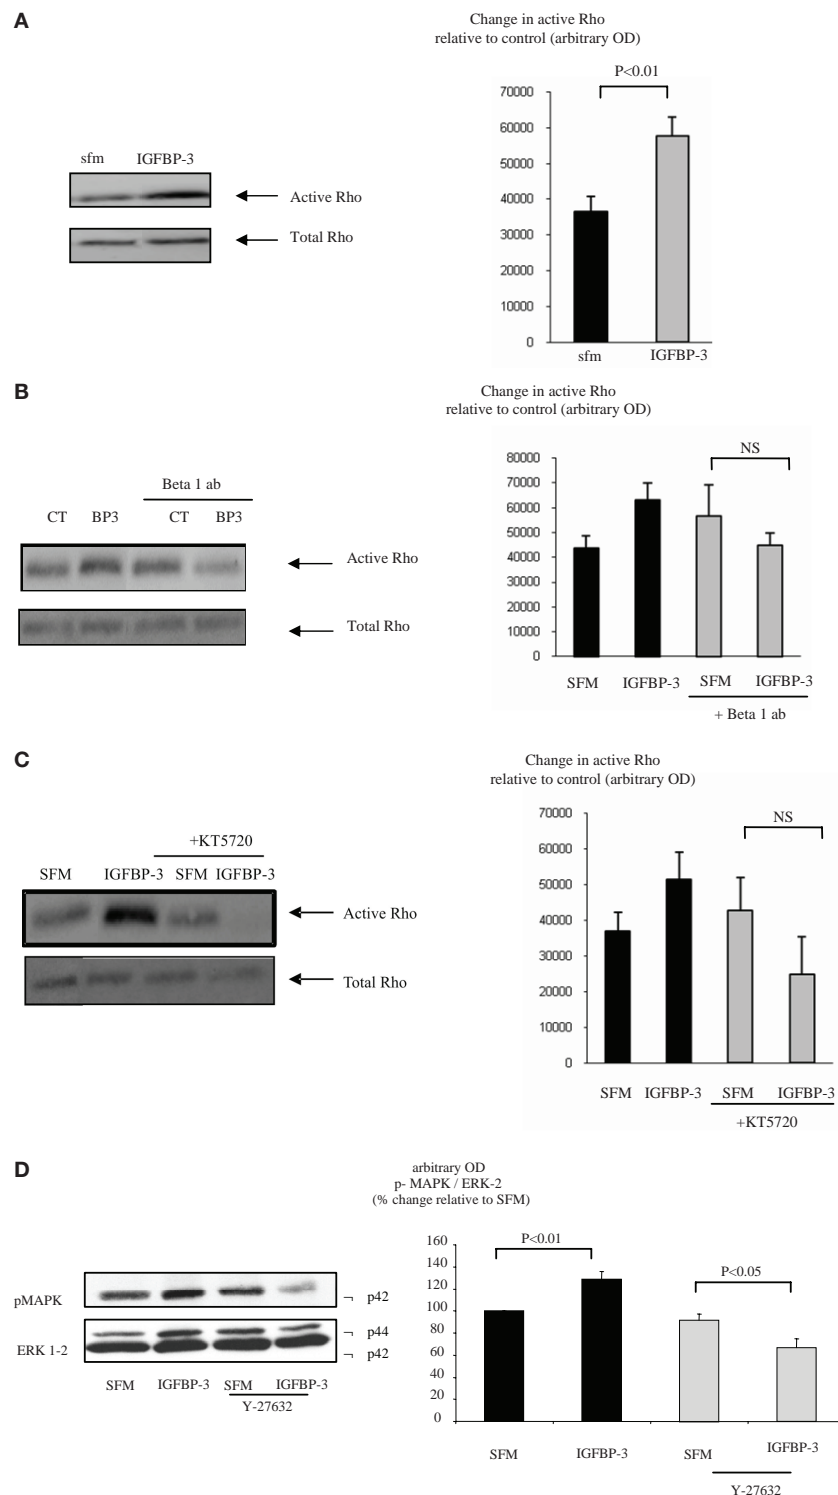 A
Change in active Rho
relative to control (arbitrary OD)
P<0.01
sfm IGFBP-3
Active Rho
Total Rho
70000
60000
50000
40000
30000
20000
10000
0
sfm IGFBP-3
B
Change in active Rho
relative to control (arbitrary OD)
Beta 1 ab
CT BP3 CT BP3
Active Rho
Total Rho
NS
80000
70000
60000
50000
40000
30000
20000
10000
0
SFM IGFBP-3 SFM IGFBP-3
+ Beta 1 ab
C
Change in active Rho
relative to control (arbitrary OD)
+KT5720
SFM IGFBP-3 SFM IGFBP-3
Active Rho
Total Rho
NS
70000
60000
50000
40000
30000
20000
10000
0
SFM IGFBP-3 SFM IGFBP-3
+KT5720
D
arbitrary OD
p- MAPK / ERK-2
(% change relative to SFM)
pMAPK
¬ p42
ERK 1-2
¬ p44
¬ p42
SFM IGFBP-3 SFM IGFBP-3
Y-27632
P<0.01
P<0.05
160
140
120
100
80
60
40
20
0
SFM IGFBP-3 SFM IGFBP-3
Y-27632